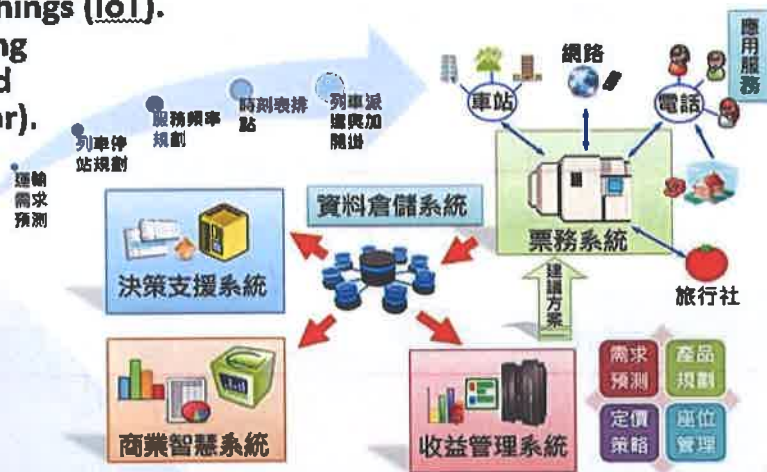 hings (IoT).
ng
d
ar).
運輸
需求
預測
列車停
站規劃
服務頻率
規劃
時刻表排
點
列車派
遣與加
開拋
車站
網路
電話
應用服務
資料倉儲系統
票務系統
決策支援系統
建議方案
旅行社
商業智慧系統
收益管理系統
需求
預測
產品
規劃
定價
策略
座位
管理